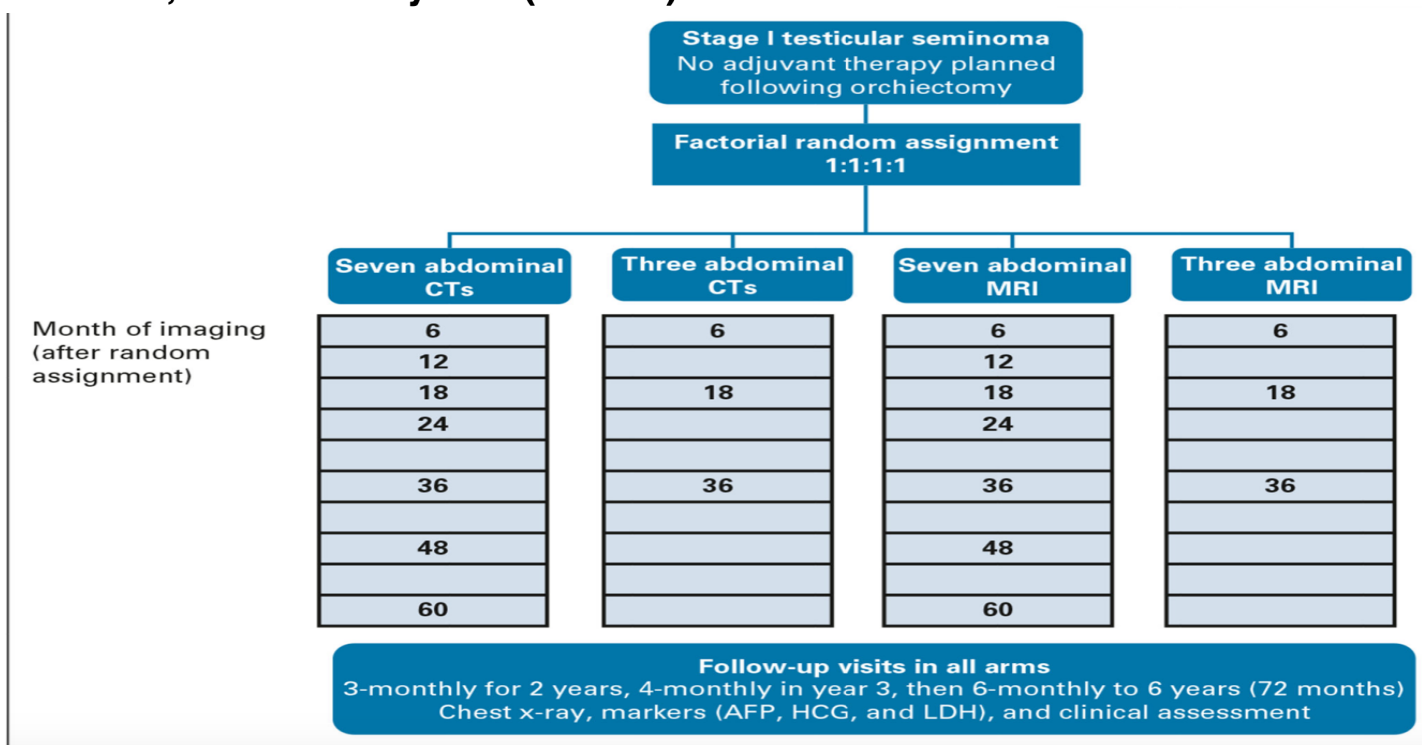 Stage I testicular seminoma
No adjuvant therapy planned
following orchiectomy
Factorial random assignment
1:1:1:1
Seven abdominal
CTs
Three abdominal
CTs
Seven abdominal
MRI
Three abdominal
MRI
Month of imaging
(after random
assignment)
6 6 6 6
12 12
18 18 18 18
24 24
36 36 36 36
48 48
60 60
Follow-up visits in all arms
3-monthly for 2 years, 4-monthly in year 3, then 6-monthly to 6 years (72 months)
Chest x-ray, markers (AFP, HCG, and LDH), and clinical assessment